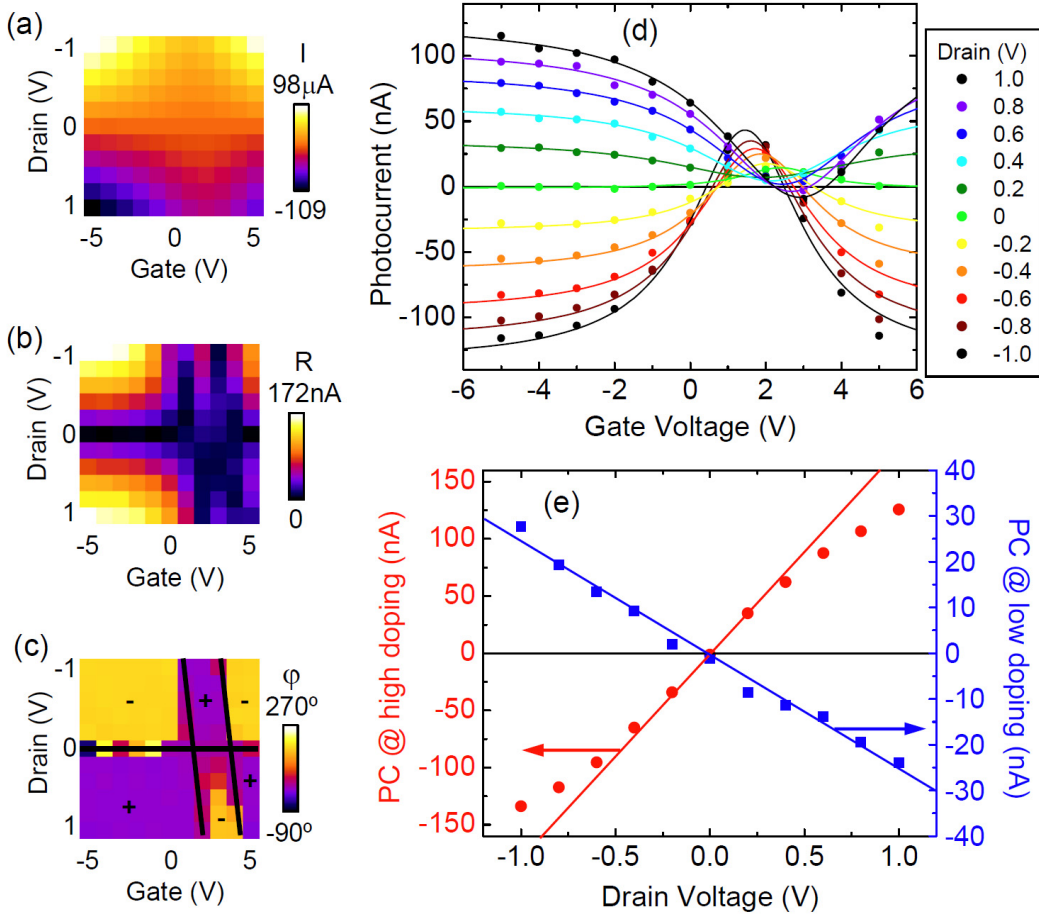 (a)
Drain (V)
-1
0
1
-5
0
5
Gate (V)
I
98µA
-109
(b)
Drain (V)
-1
0
1
-5
0
5
Gate (V)
R
172nA
0
(c)
Drain (V)
-1
0
1
-5
0
5
Gate (V)
-
+
-
+
-
+
φ
270º
-90º
(d)
Photocurrent (nA)
100
50
0
-50
-100
-6
-4
-2
0
2
4
6
Gate Voltage (V)
Drain (V)
1.0
0.8
0.6
0.4
0.2
0
-0.2
-0.4
-0.6
-0.8
-1.0
(e)
PC @ high doping (nA)
150
100
50
0
-50
-100
-150
-1.0
-0.5
0.0
0.5
1.0
Drain Voltage (V)
40
30
20
10
0
-10
-20
-30
-40
PC @ low doping (nA)